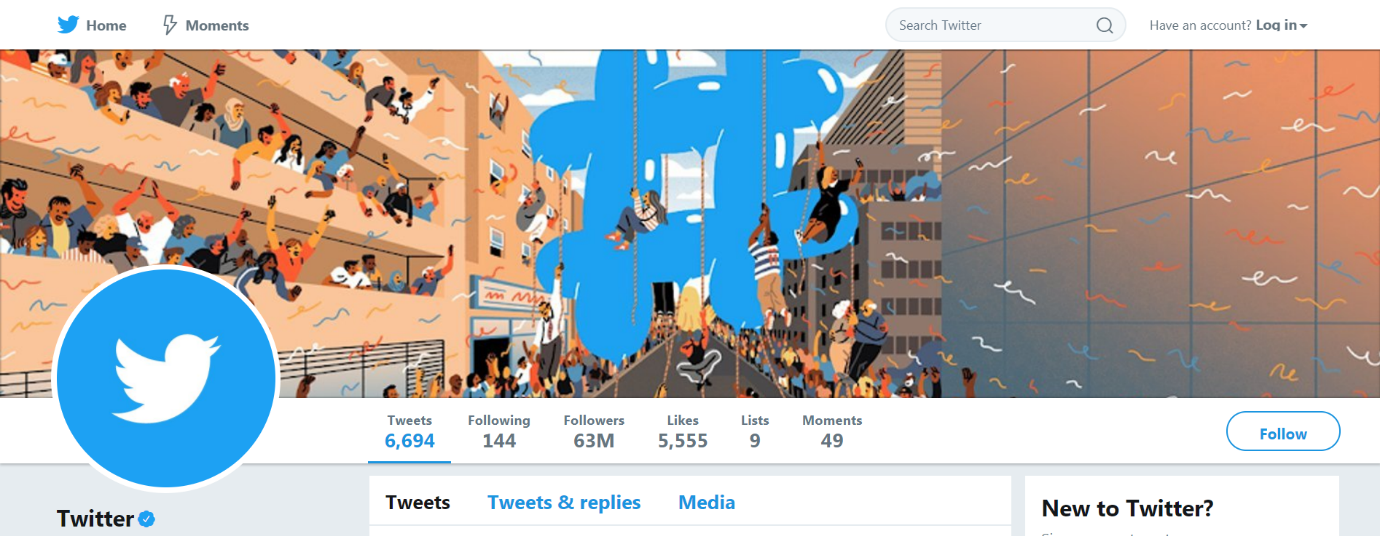 Home Moments Search Twitter Have an account? Log in
Tweets Following Followers Likes Lists Moments
6,694 144 63M 5,555 9 49
Follow
Tweets Tweets & replies Media
New to Twitter?
Twitter